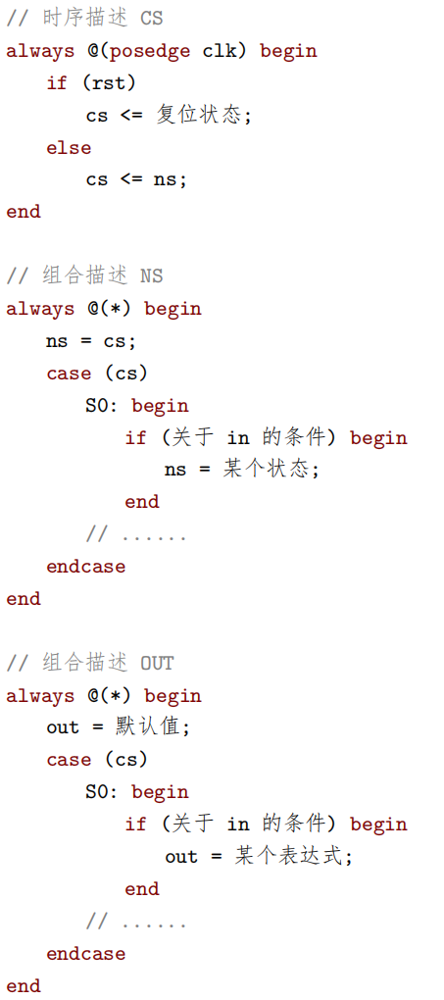 // 时序描述 CS
always @(posedge clk) begin
    if (rst)
        cs <= 复位状态;
    else
        cs <= ns;
end

// 组合描述 NS
always @(*) begin
    ns = cs;
    case (cs)
        S0: begin
            if (关于 in 的条件) begin
                ns = 某个状态;
            end
        // ......
    endcase
end

// 组合描述 OUT
always @(*) begin
    out = 默认值;
    case (cs)
        S0: begin
            if (关于 in 的条件) begin
                out = 某个表达式;
            end
        // ......
    endcase
end